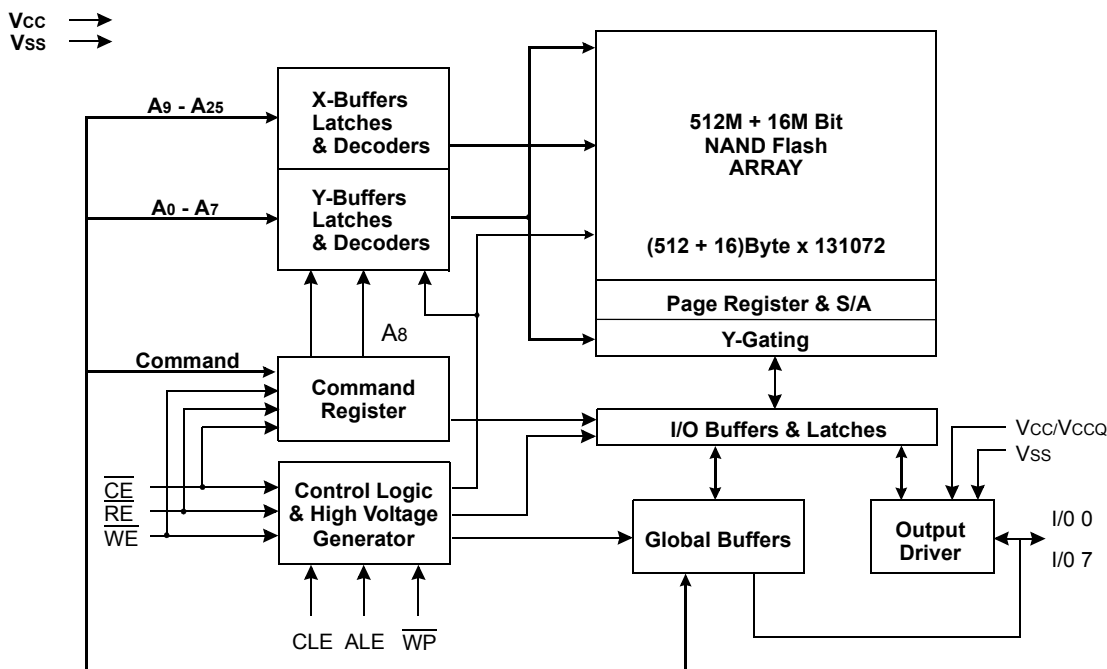 VCC
VSS
A9 - A25
X-Buffers
Latches
& Decoders
512M + 16M Bit
NAND Flash
ARRAY
A0 - A7
Y-Buffers
Latches
& Decoders
(512 + 16)Byte x 131072
Page Register & S/A
Y-Gating
A8
Command
Command
Register
I/O Buffers & Latches
VCC/VCCQ
VSS
CE
RE
WE
Control Logic
& High Voltage
Generator
Global Buffers
Output
Driver
I/0 0
I/0 7
CLE
ALE
WP